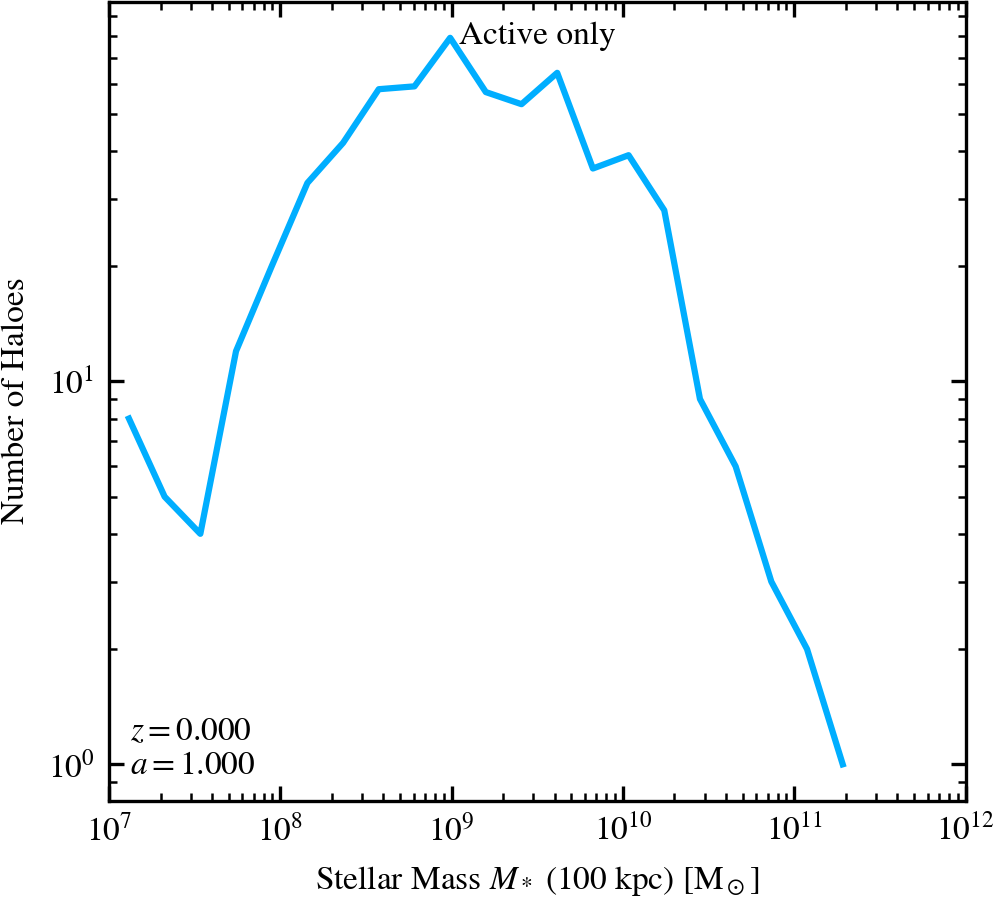 Active only
Number of Haloes
10¹
10⁰
z = 0.000
a = 1.000
10⁷ 10⁸ 10⁹ 10¹⁰ 10¹¹ 10¹²
Stellar Mass M* (100 kpc) [M⊙]